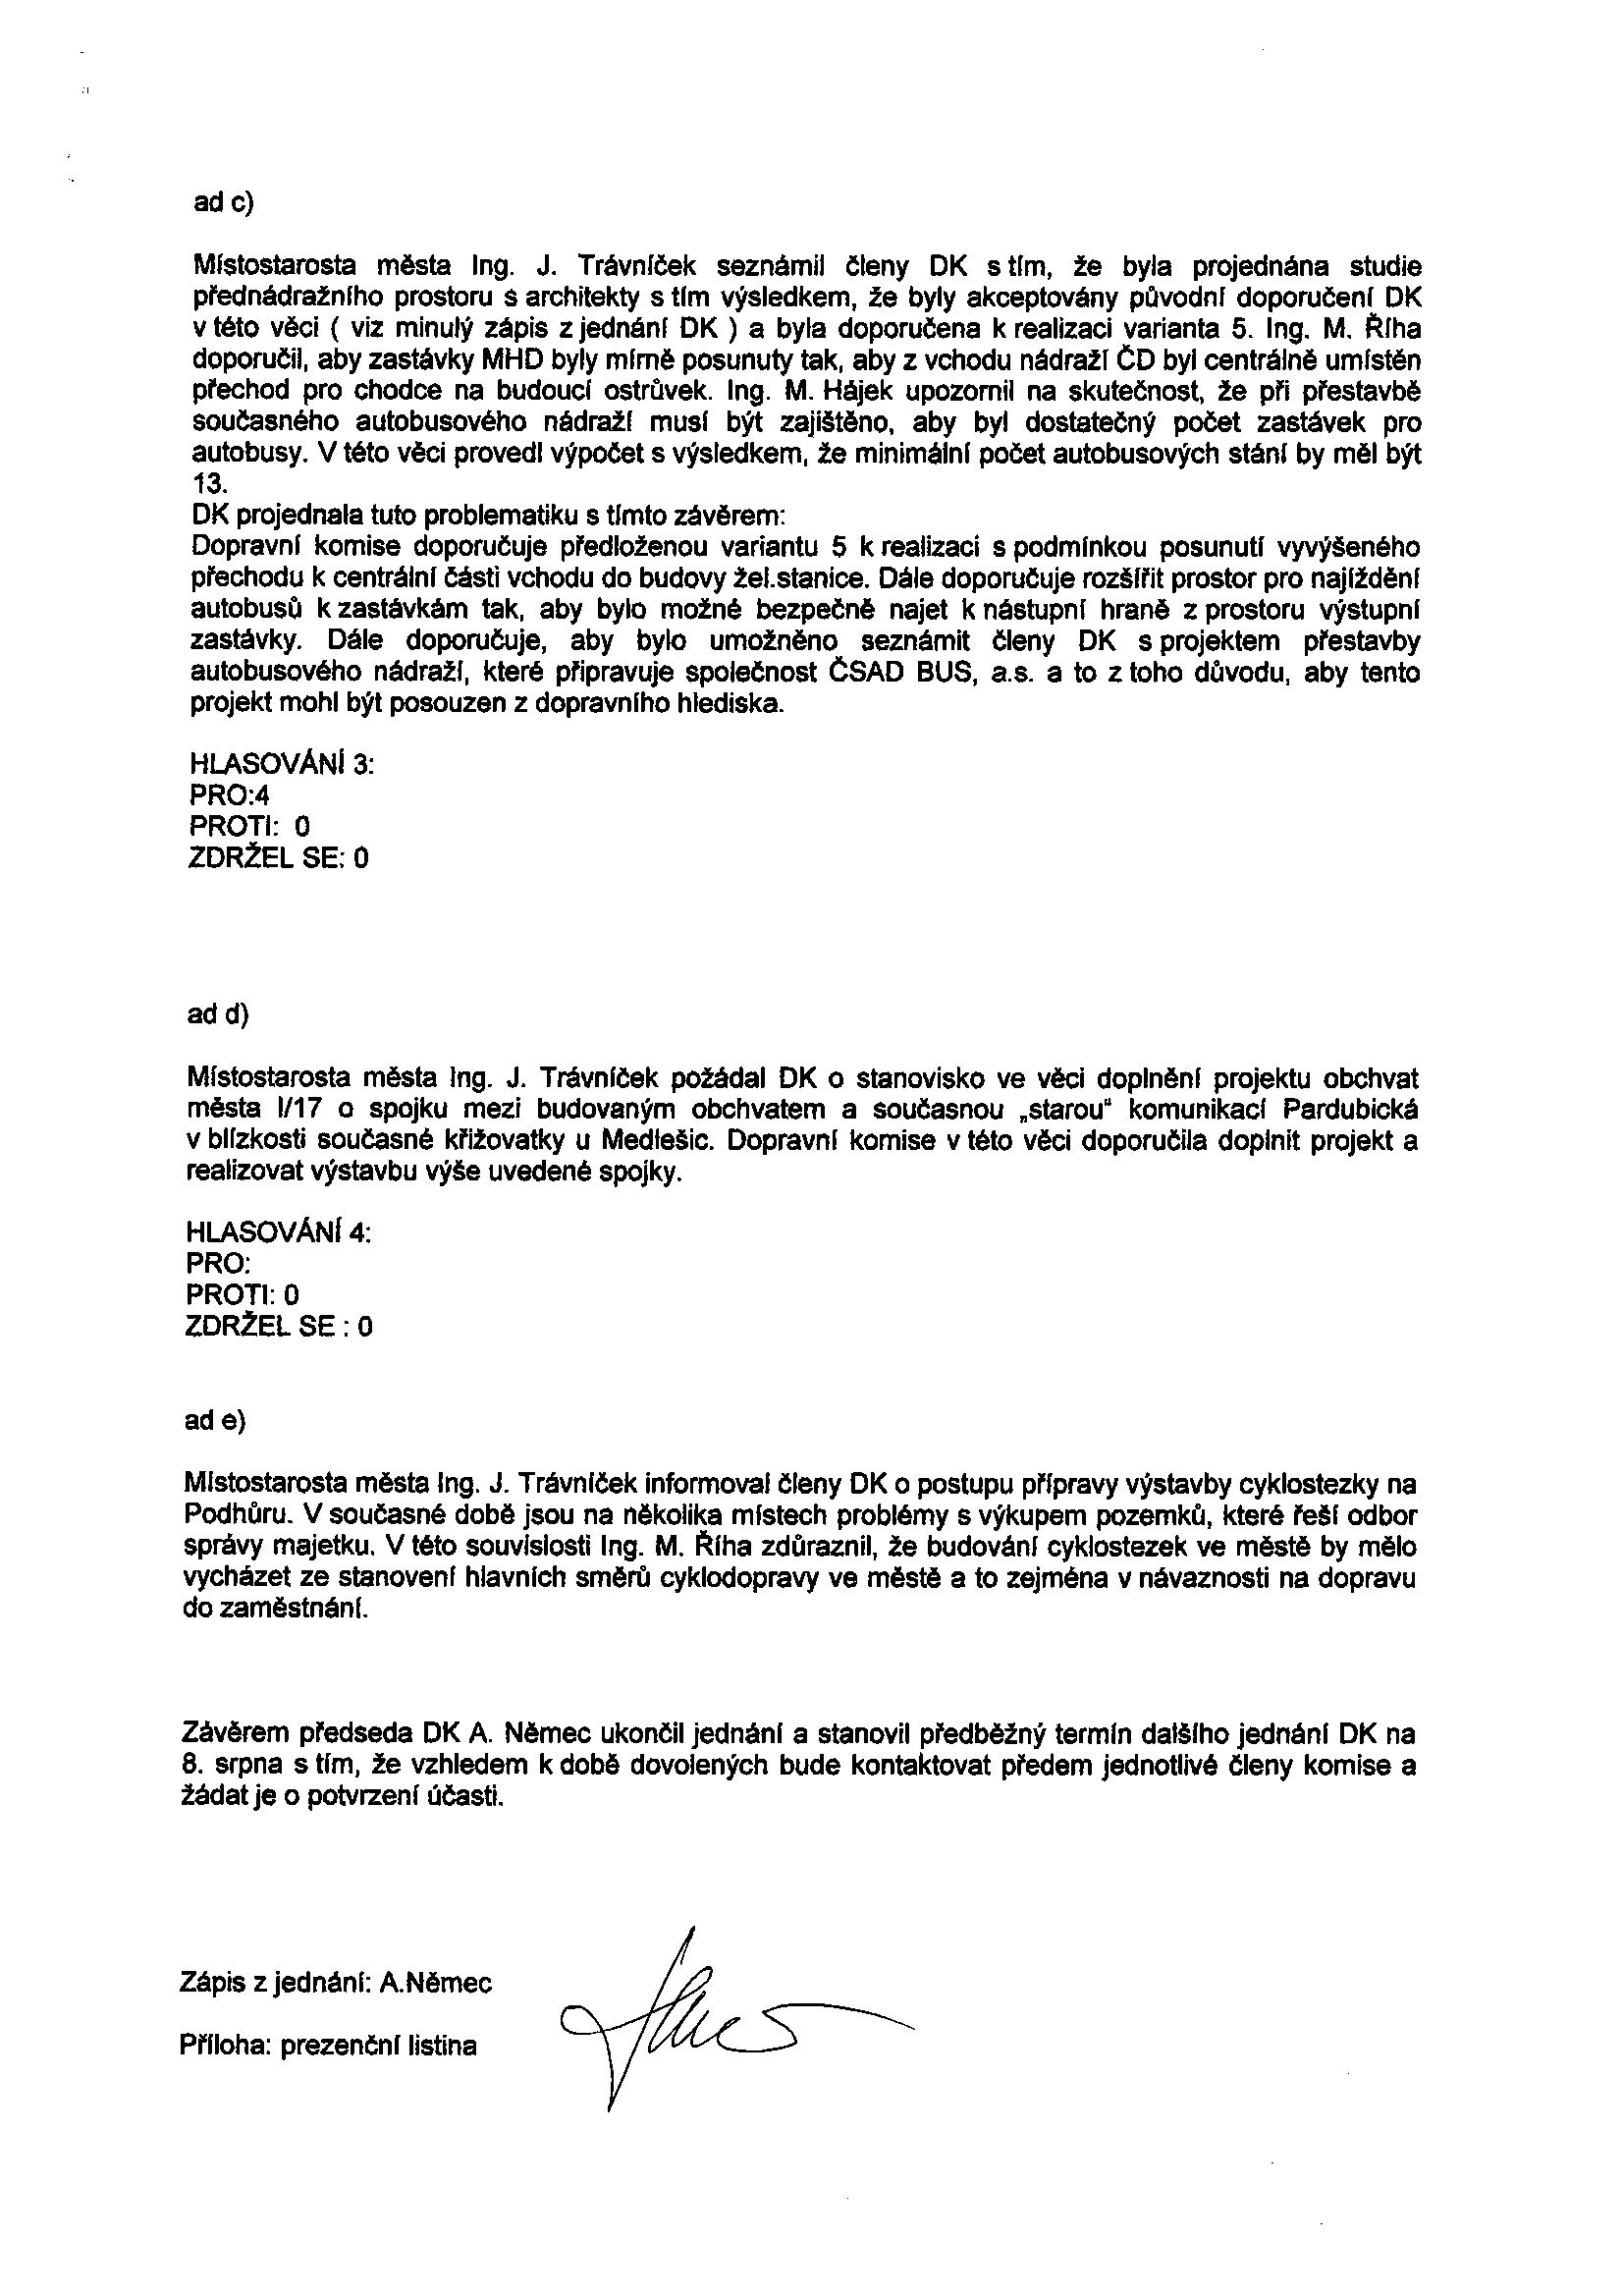 ad c)
Místostarosta města Ing. J. Trávníček seznámil členy DK s tím, že byla projednána studie
přednádražního prostoru s architekty s tím výsledkem, že byly akceptovány původní doporučení DK
v této věci ( viz minulý zápis z jednání DK ) a byla doporučena k realizaci varianta 5. Ing. M. Říha
doporučil, aby zastávky MHD byly mírně posunuty tak, aby z vchodu nádraží ČD byl centrálně umístěn
přechod pro chodce na budoucí ostrůvek. Ing. M. Hájek upozornil na skutečnost, že při přestavbě
současného autobusového nádraží musí být zajištěno, aby byl dostatečný počet zastávek pro
autobusy. V této věci provedl výpočet s výsledkem, že minimální počet autobusových stání by měl být
13.
DK projednala tuto problematiku s tímto závěrem:
Dopravní komise doporučuje předloženou variantu 5 k realizaci s podmínkou posunutí vyvýšeného
přechodu k centrální části vchodu do budovy žel.stanice. Dále doporučuje rozšířit prostor pro najíždění
autobusů k zastávkám tak, aby bylo možné bezpečně najet k nástupní hraně z prostoru výstupní
zastávky. Dále doporučuje, aby bylo umožněno seznámit členy DK s projektem přestavby
autobusového nádraží, které připravuje společnost ČSAD BUS, a.s. a to z toho důvodu, aby tento
projekt mohl být posouzen z dopravního hlediska.
HLASOVÁNÍ 3:
PRO:4
PROTI: 0
ZDRŽEL SE: 0
ad d)
Místostarosta města Ing. J. Trávníček požádal DK o stanovisko ve věci doplnění projektu obchvat
města I/17 o spojku mezi budovaným obchvatem a současnou „starou“ komunikací Pardubická
v blízkosti současné křižovatky u Medlešic. Dopravní komise v této věci doporučila doplnit projekt a
realizovat výstavbu výše uvedené spojky.
HLASOVÁNÍ 4:
PRO:
PROTI: 0
ZDRŽEL SE : 0
ad e)
Místostarosta města Ing. J. Trávníček informoval členy DK o postupu přípravy výstavby cyklostezky na
Podhůru. V současné době jsou na několika místech problémy s výkupem pozemků, které řeší odbor
správy majetku. V této souvislosti Ing. M. Říha zdůraznil, že budování cyklostezek ve městě by mělo
vycházet ze stanovení hlavních směrů cyklodopravy ve městě a to zejména v návaznosti na dopravu
do zaměstnání.
Závěrem předseda DK A. Němec ukončil jednání a stanovil předběžný termín dalšího jednání DK na
8. srpna s tím, že vzhledem k době dovolených bude kontaktovat předem jednotlivé členy komise a
žádat je o potvrzení účasti.
Zápis z jednání: A.Němec
Příloha: prezenční listina